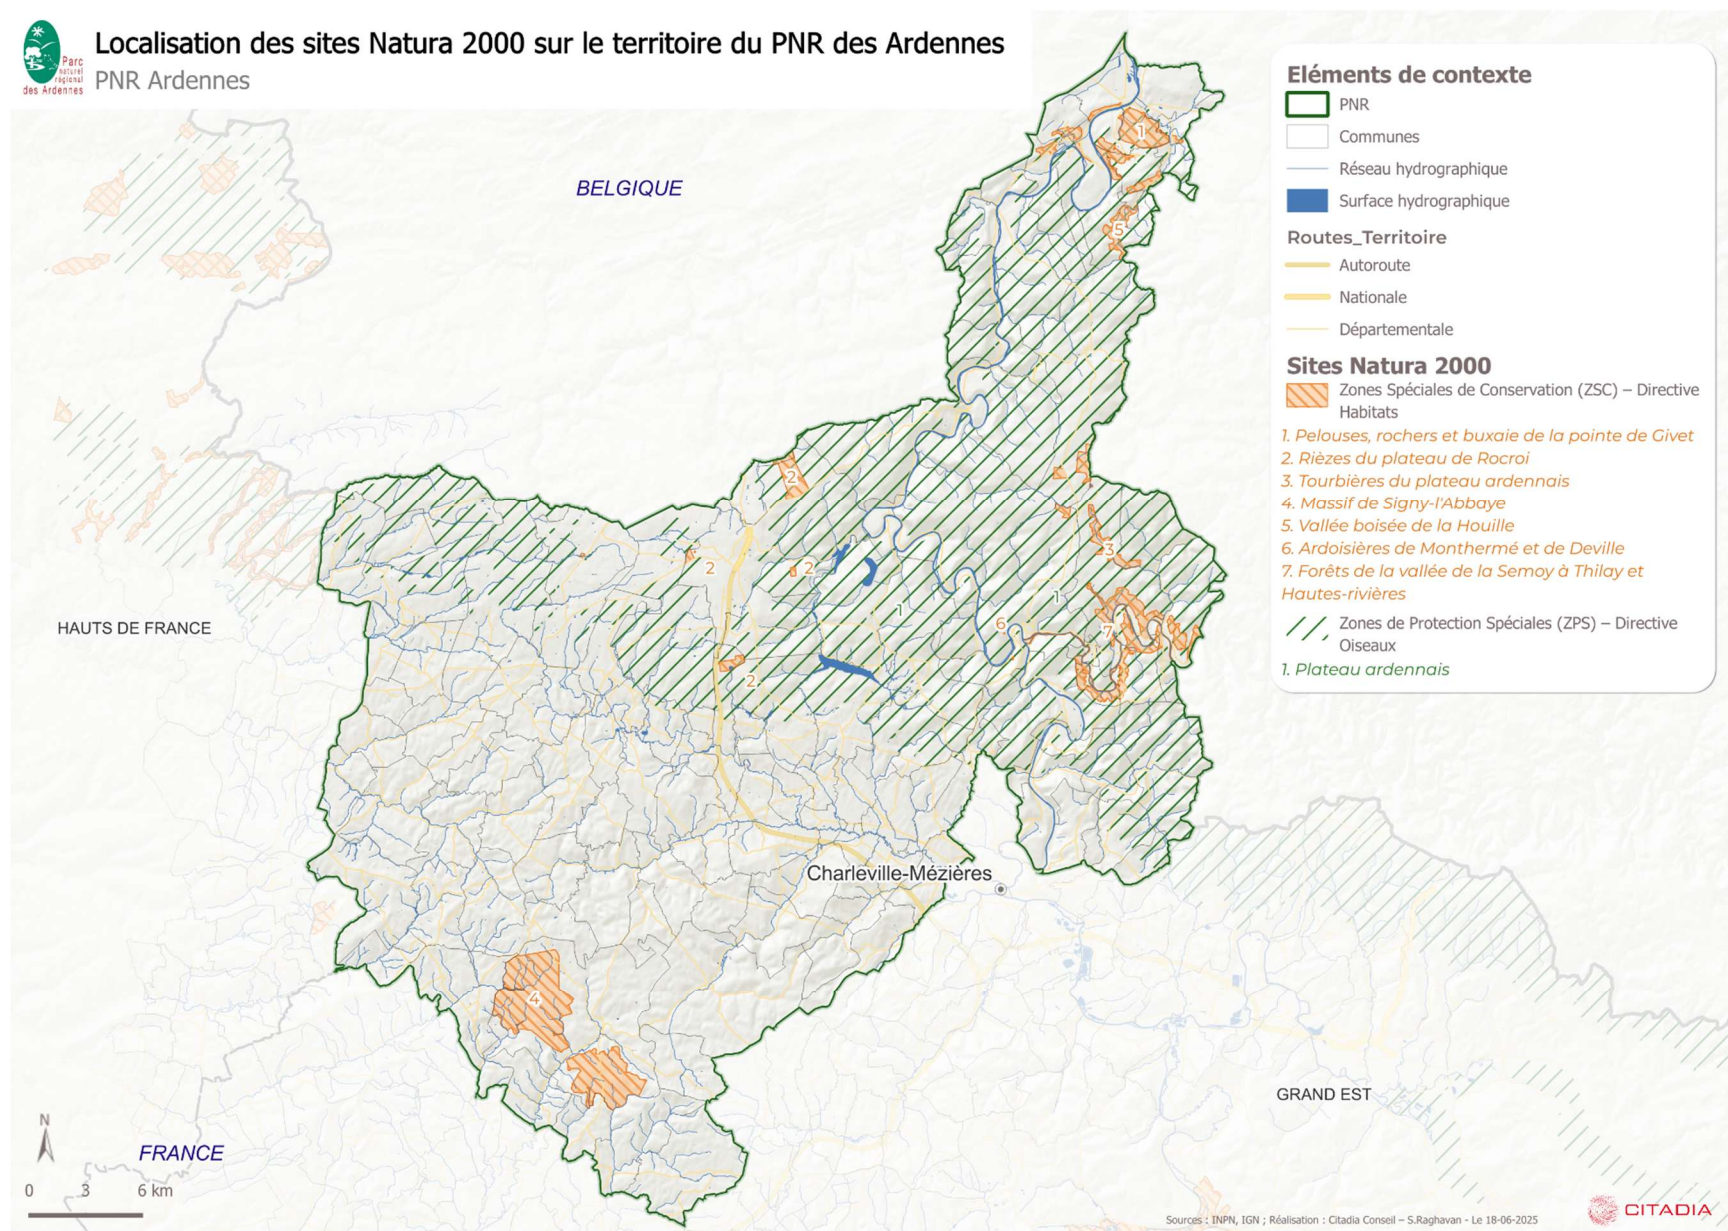 Localisation des sites Natura 2000 sur le territoire du PNR des Ardennes
PNR Ardennes
Parc
naturel
régional
des Ardennes
BELGIQUE
HAUTS DE FRANCE
Charleville-Mézières
GRAND EST
FRANCE
1
5
2
3
2
2
1
1
6
7
2
4
N
0 3 6 km
Eléments de contexte
PNR
Communes
Réseau hydrographique
Surface hydrographique
Routes_Territoire
Autoroute
Nationale
Départementale
Sites Natura 2000
Zones Spéciales de Conservation (ZSC) – Directive
Habitats
1. Pelouses, rochers et buxaie de la pointe de Givet
2. Rièzes du plateau de Rocroi
3. Tourbières du plateau ardennais
4. Massif de Signy-l'Abbaye
5. Vallée boisée de la Houille
6. Ardoisières de Monthermé et de Deville
7. Forêts de la vallée de la Semoy à Thilay et
Hautes-rivières
Zones de Protection Spéciales (ZPS) – Directive
Oiseaux
1. Plateau ardennais
Sources : INPN, IGN ; Réalisation : Citadia Conseil – S.Raghavan - Le 18-06-2025
CITADIA